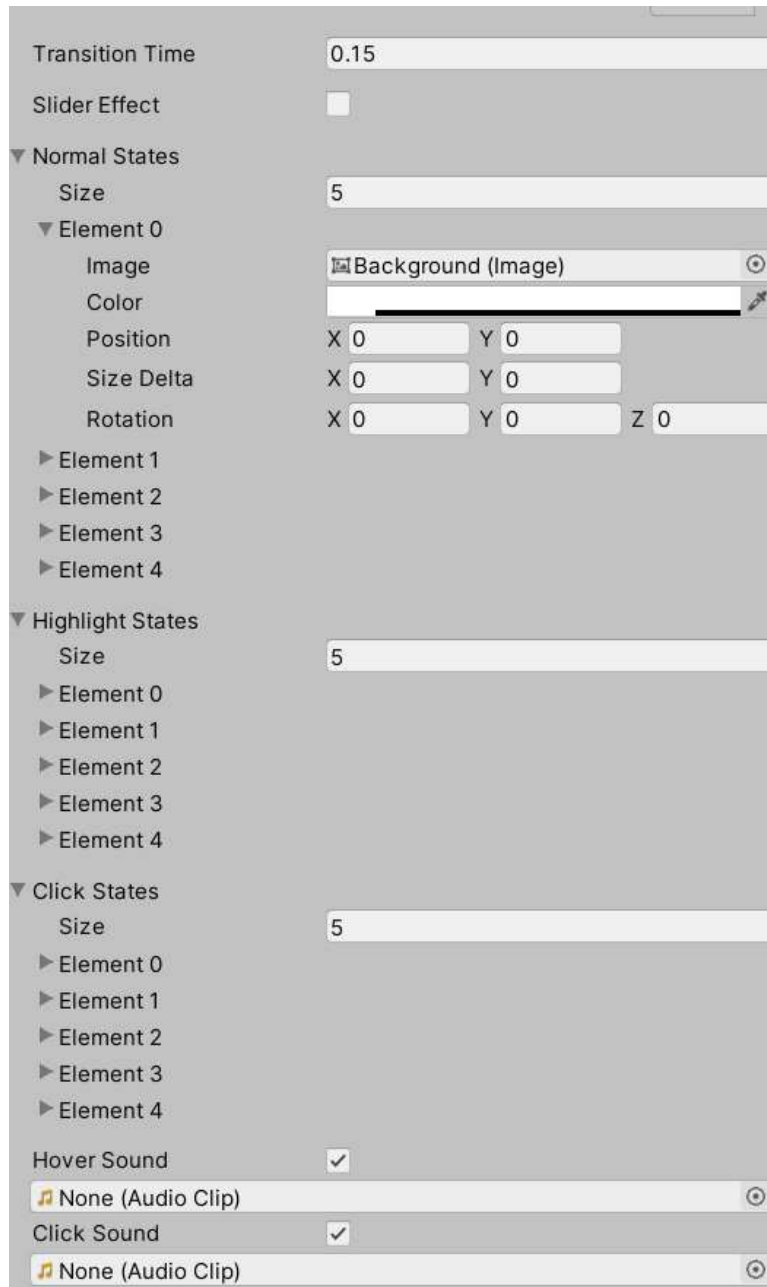 Transition Time 0.15
Slider Effect
Normal States
Size 5
Element 0
Image Background (Image)
Color
Position X 0 Y 0
Size Delta X 0 Y 0
Rotation X 0 Y 0 Z 0
Element 1
Element 2
Element 3
Element 4
Highlight States
Size 5
Element 0
Element 1
Element 2
Element 3
Element 4
Click States
Size 5
Element 0
Element 1
Element 2
Element 3
Element 4
Hover Sound
None (Audio Clip)
Click Sound
None (Audio Clip)